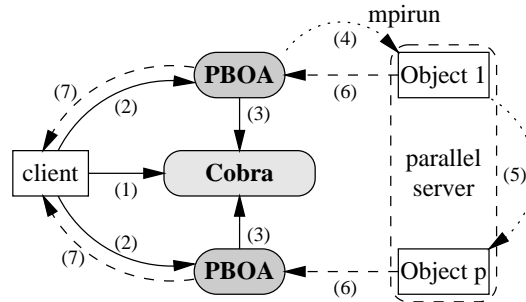 mpirun
(4)
PBOA
Object 1
(7)
(6)
(2)
(3)
client
(1)
Cobra
parallel
server
(5)
(2)
(3)
(7)
PBOA
(6)
Object p